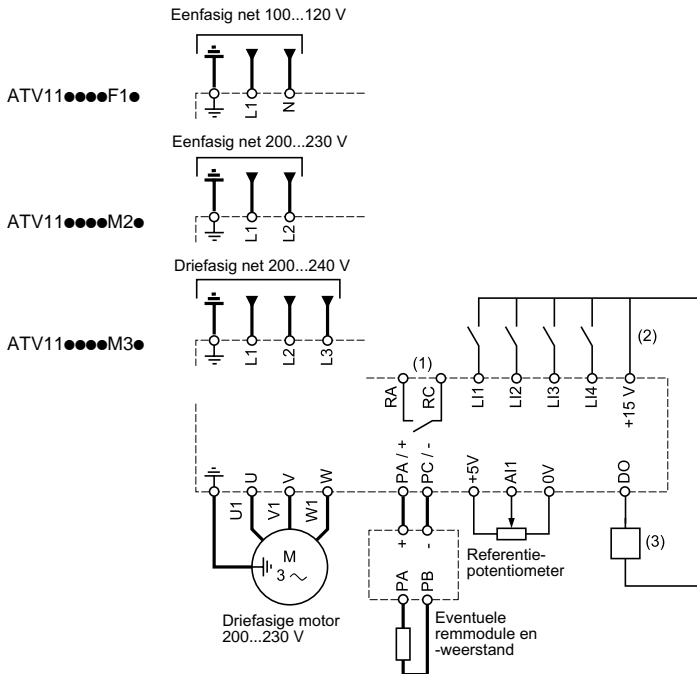 Eenfasig net 100...120 V
ATV11●●●●F1●
L1
N
Eenfasig net 200...230 V
ATV11●●●●M2●
L1
L2
Driefasig net 200...240 V
ATV11●●●●M3●
L1
L2
L3
(1)
(2)
RA
RC
LI1
LI2
LI3
LI4
+15 V
U
V
W
PA / +
PC / -
+5V
AI1
0V
DO
U1
V1
W1
M
3 ~
+
-
PA
PB
Referentie-
potentiometer
(3)
Driefasige motor
200...230 V
Eventuele
remmodule en
-weerstand